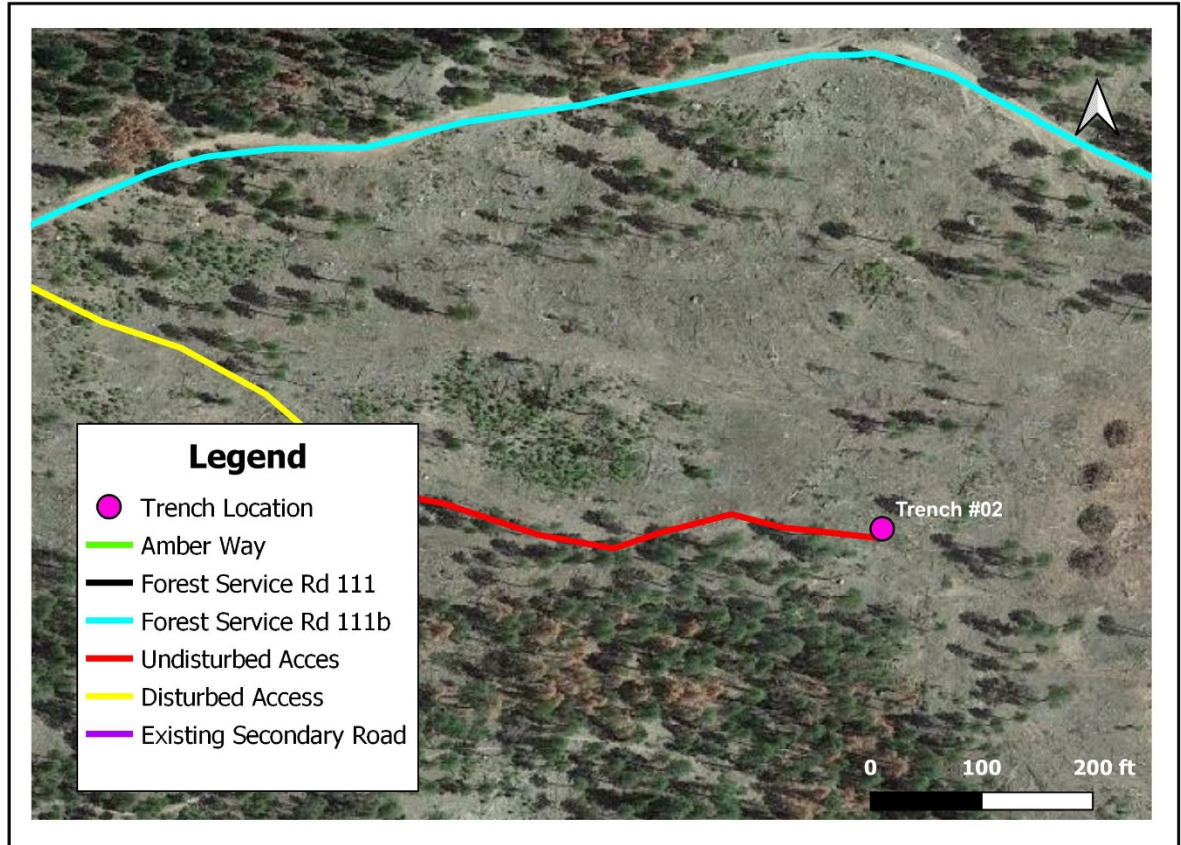 Legend
Trench Location
Amber Way
Forest Service Rd 111
Forest Service Rd 111b
Undisturbed Acces
Disturbed Access
Existing Secondary Road
Trench #02
0 100 200 ft